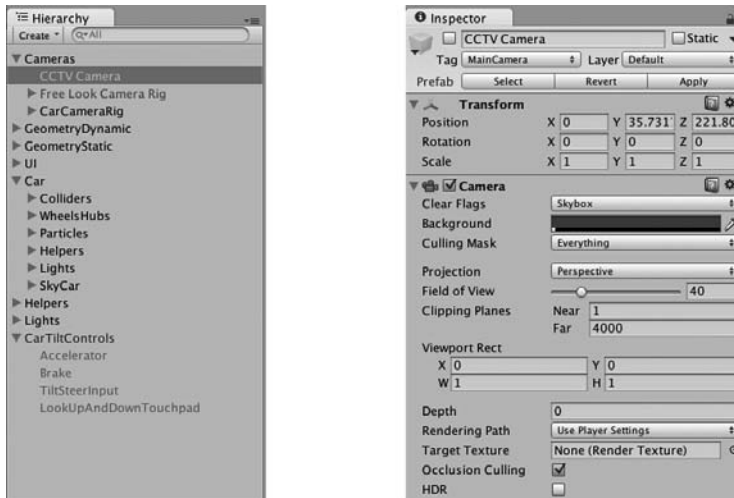 Hierarchy
Create
All
Cameras
CCTV Camera
Free Look Camera Rig
CarCameraRig
GeometryDynamic
GeometryStatic
UI
Car
Colliders
WheelsHubs
Particles
Helpers
Lights
SkyCar
Helpers
Lights
CarTiltControls
Accelerator
Brake
TiltSteerInput
LookUpAndDownTouchpad
Inspector
CCTV Camera Static
Tag MainCamera Layer Default
Prefab Select Revert Apply
Transform
Position X 0 Y 35.731 Z 221.80
Rotation X 0 Y 0 Z 0
Scale X 1 Y 1 Z 1
Camera
Clear Flags Skybox
Background
Culling Mask Everything
Projection Perspective
Field of View 40
Clipping Planes Near 1
Far 4000
Viewport Rect
X 0 Y 0
W 1 H 1
Depth 0
Rendering Path Use Player Settings
Target Texture None (Render Texture)
Occlusion Culling
HDR